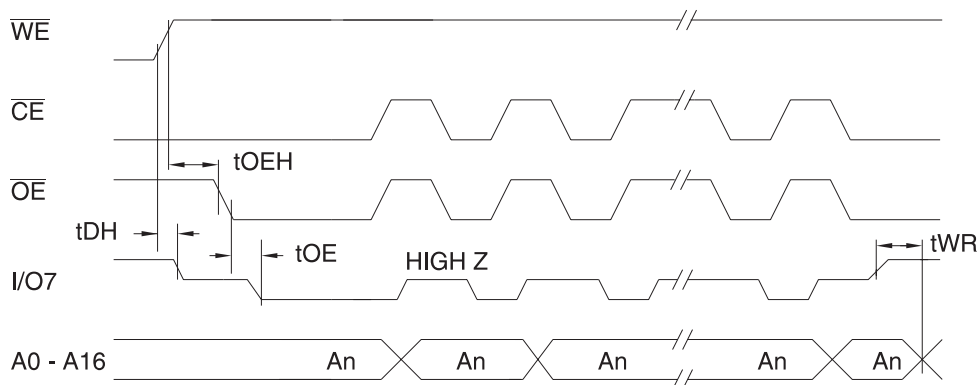 WE
CE
tOEH
OE
tDH
tOE
tWR
HIGH Z
I/O7
A0 - A16
An An An An An